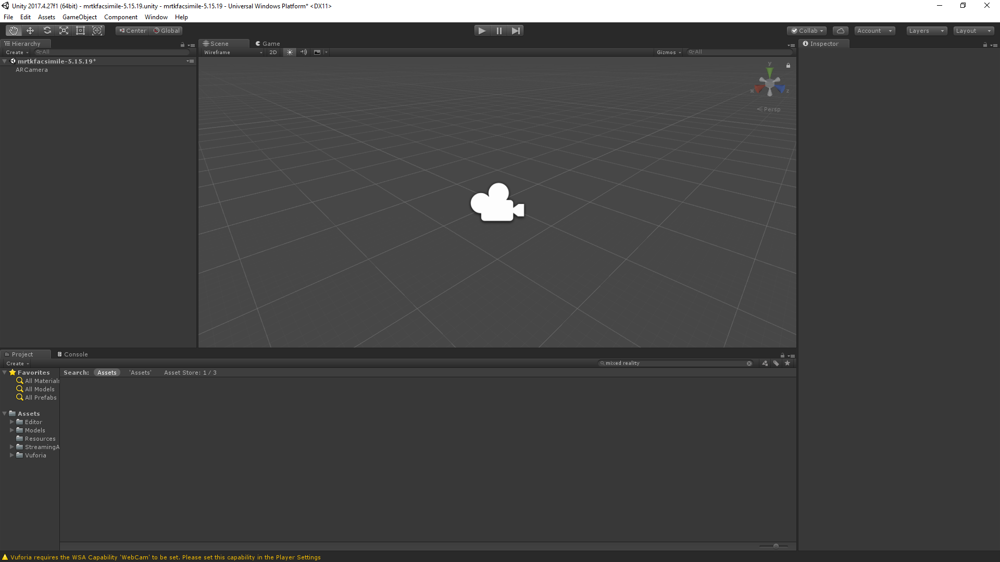 Unity 2017.4.27f1 (64bit) - mrtkfacsimile-5.15.19.unity - mrtkfacsimile-5.15.19 - Universal Windows Platform* <DX11>
File Edit Assets GameObject Component Window Help
Center Global Collab Account Layers Layout
Hierarchy
Create All
mrtkfacsimile-5.15.19*
ARCamera
Scene Game
Wireframe 2D Gizmos All
y
x z
Persp
Inspector
Project Console
Create mixed reality
Favorites
All Materials
All Models
All Prefabs
Assets
Editor
Models
Resources
StreamingA
Vuforia
Search: Assets 'Assets' Asset Store: 1 / 3
Vuforia requires the WSA Capability 'WebCam' to be set. Please set this capability in the Player Settings